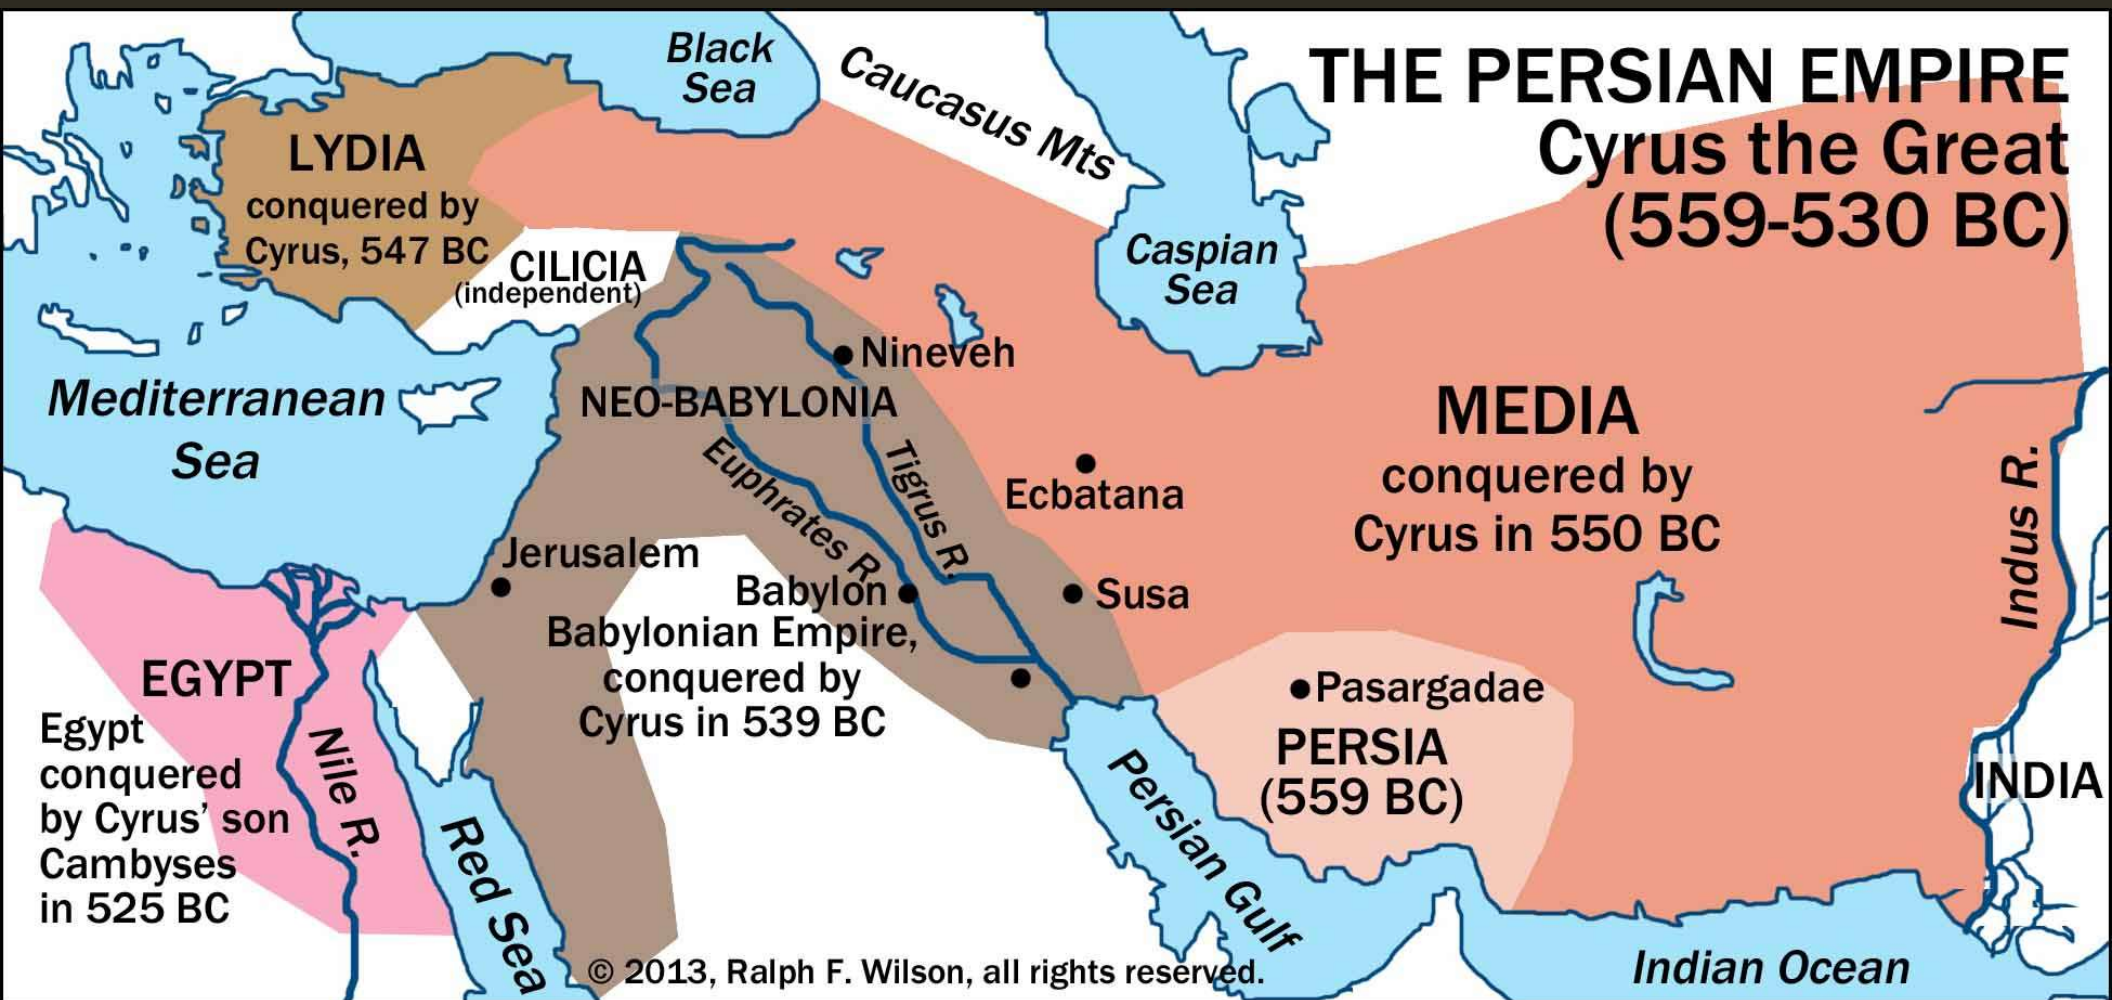 THE PERSIAN EMPIRE
Cyrus the Great
(559-530 BC)
Black
Sea
Caucasus Mts
LYDIA
conquered by
Cyrus, 547 BC
CILICIA
(independent)
Caspian
Sea
Mediterranean
Sea
Nineveh
NEO-BABYLONIA
Euphrates R.
Tigrus R.
Ecbatana
MEDIA
conquered by
Cyrus in 550 BC
Indus R.
Jerusalem
Babylon
Susa
Babylonian Empire,
conquered by
Cyrus in 539 BC
EGYPT
Egypt
conquered
by Cyrus’ son
Cambyses
in 525 BC
Nile R.
Red Sea
Pasargadae
PERSIA
(559 BC)
Persian Gulf
INDIA
Indian Ocean
© 2013, Ralph F. Wilson, all rights reserved.